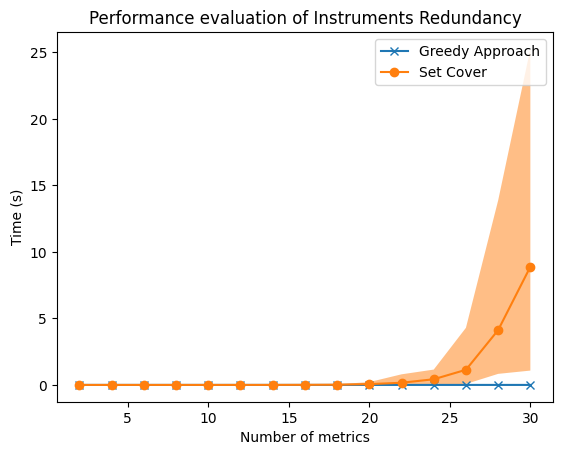 Performance evaluation of Instruments Redundancy
Greedy Approach
Set Cover
Time (s)
25
20
15
10
5
0
5
10
15
20
25
30
Number of metrics